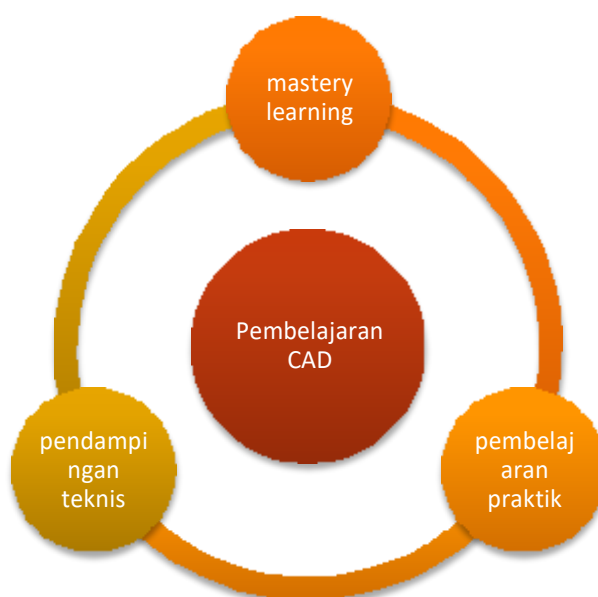 mastery
learning
Pembelajaran
CAD
pendampi
ngan
teknis
pembelaj
aran
praktik